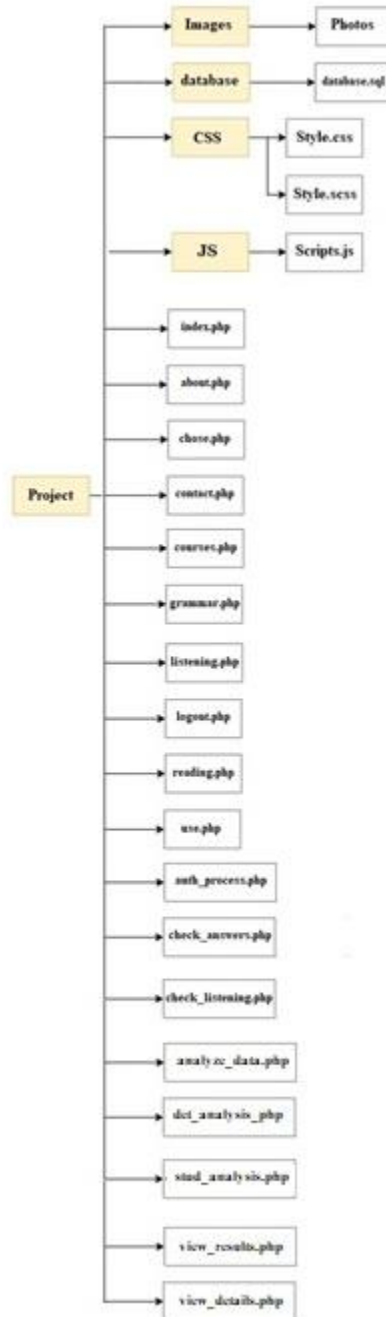 Images
Photos
database
database.sql
CSS
Style.css
Style.scss
JS
Scripts.js
index.php
about.php
chose.php
Project
contact.php
courses.php
grammar.php
listening.php
logout.php
reading.php
use.php
auth_process.php
check_answers.php
check_listening.php
analyze_data.php
det_analysis_php
stud_analysis.php
view_results.php
view_details.php